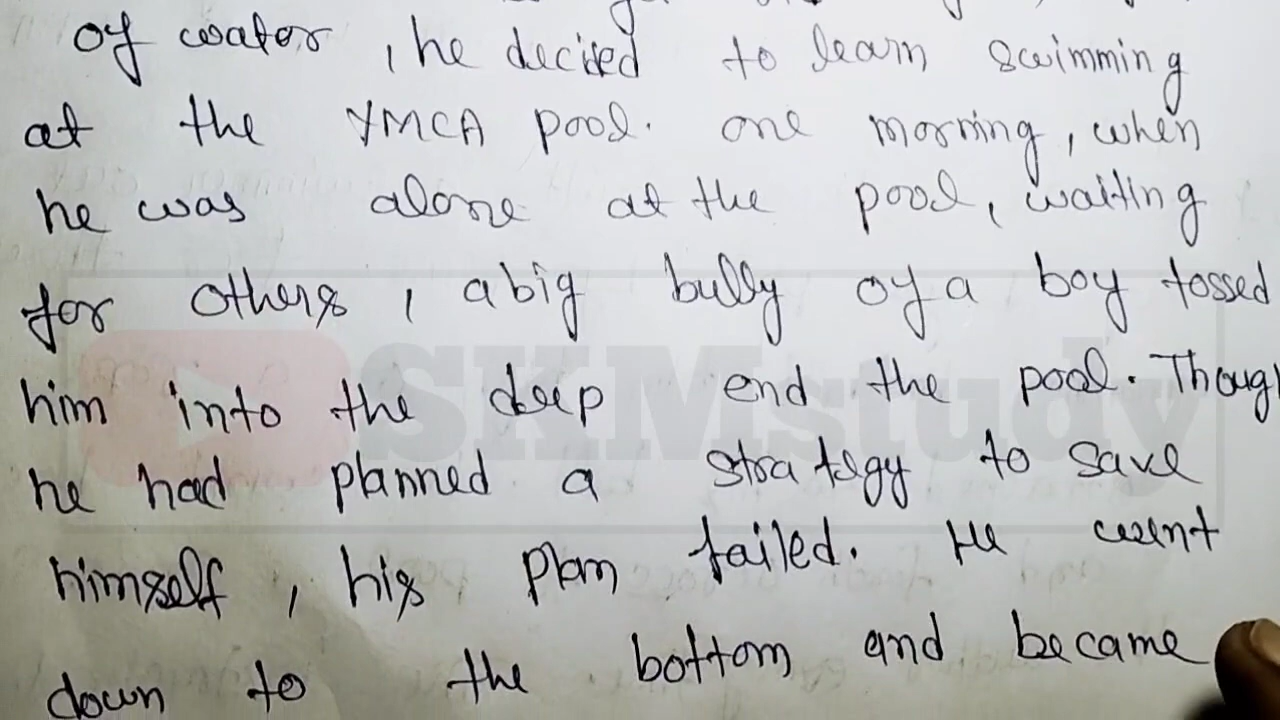 of water, he decided to learn swimming
at the YMCA pool. one morning, when
he was alone at the pool, waiting
for others, a big bully of a boy tossed
him into the deep end the pool. Thoug
he had planned a strategy to save
himself, his plan failed. He went
down to the bottom and became
SKMstudy